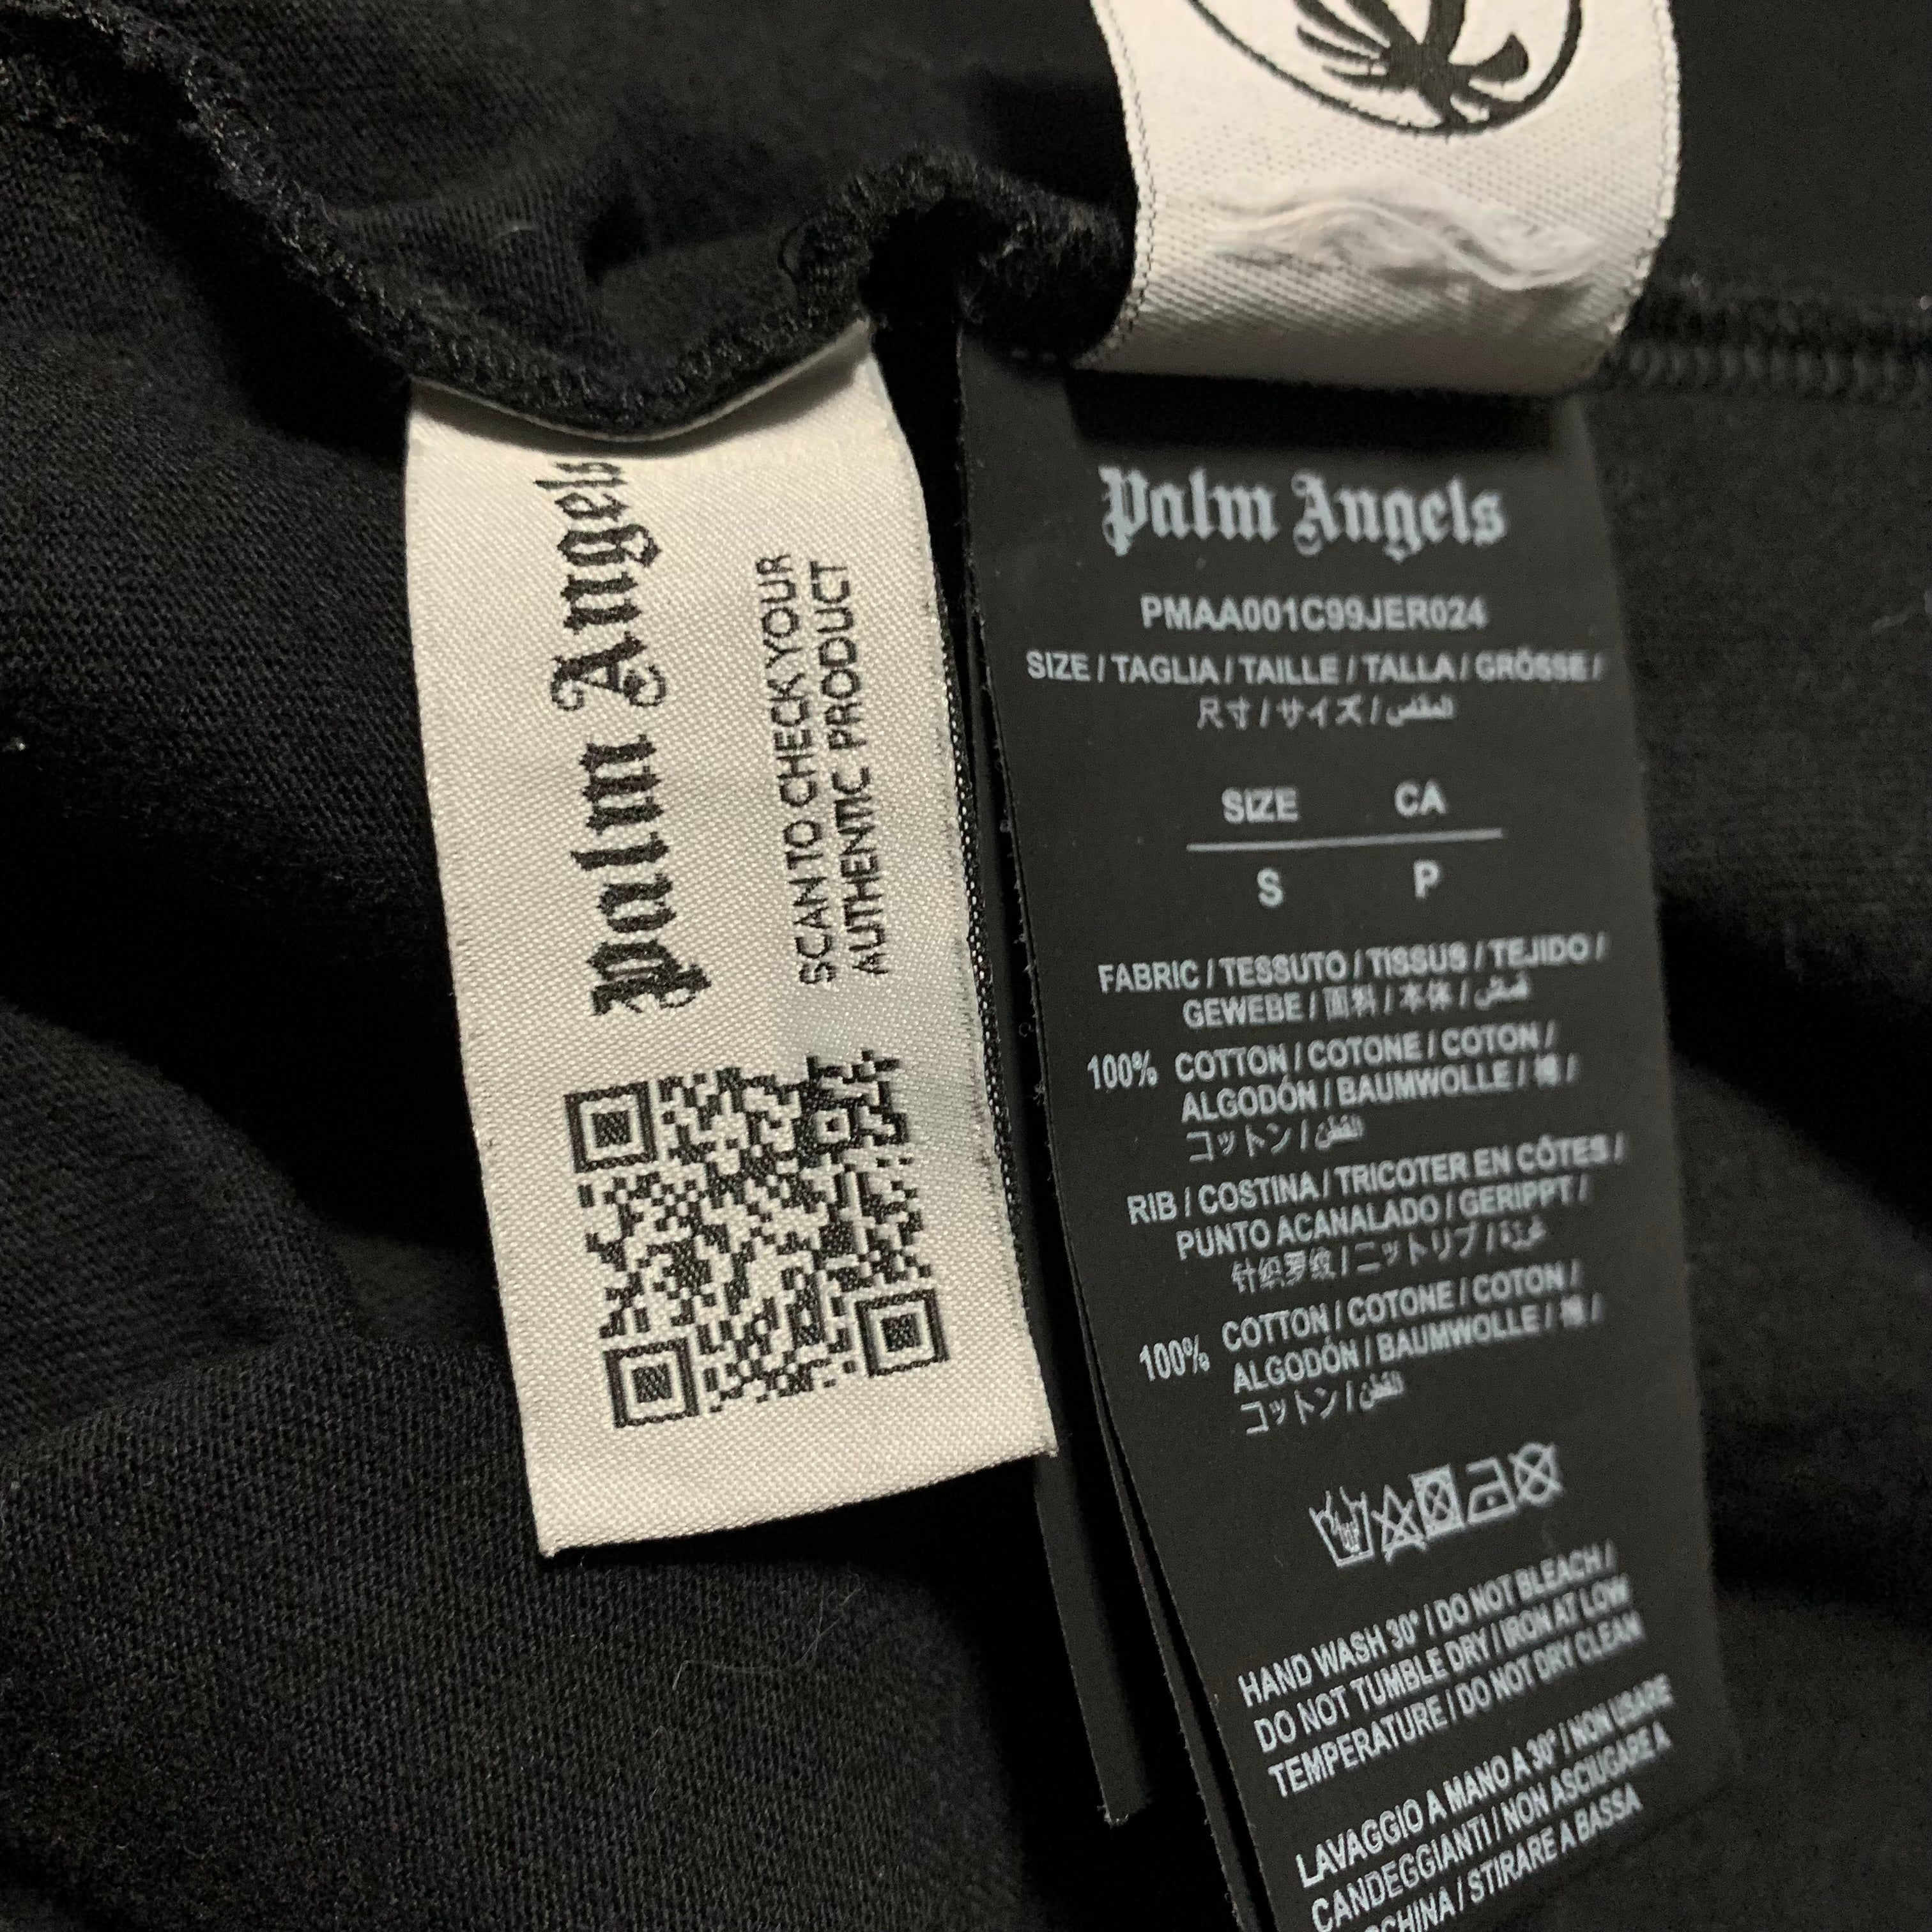 Palm Angels
SCAN TO CHECK YOUR
AUTHENTIC PRODUCT
Palm Angels
PMAA001C99JER024
SIZE / TAGLIA / TAILLE / TALLA / GRÖSSE /
尺寸 / サイズ / المقاس
SIZE CA
S P
FABRIC / TESSUTO / TISSUS / TEJIDO /
GEWEBE / 面料 / 本体 / قماش
100% COTTON / COTONE / COTON /
ALGODÓN / BAUMWOLLE / 棉 /
コットン / القطن
RIB / COSTINA / TRICOTER EN CÔTES /
PUNTO ACANALADO / GERIPPT /
针织罗纹 / ニットリブ /
100% COTTON / COTONE / COTON /
ALGODÓN / BAUMWOLLE / 棉 /
コットン / القطن
HAND WASH 30° / DO NOT BLEACH /
DO NOT TUMBLE DRY / IRON AT LOW
TEMPERATURE / DO NOT DRY CLEAN
LAVAGGIO A MANO A 30° / NON USARE
CANDEGGIANTI / NON ASCIUGARE A
CCHINA / STIRARE A BASSA